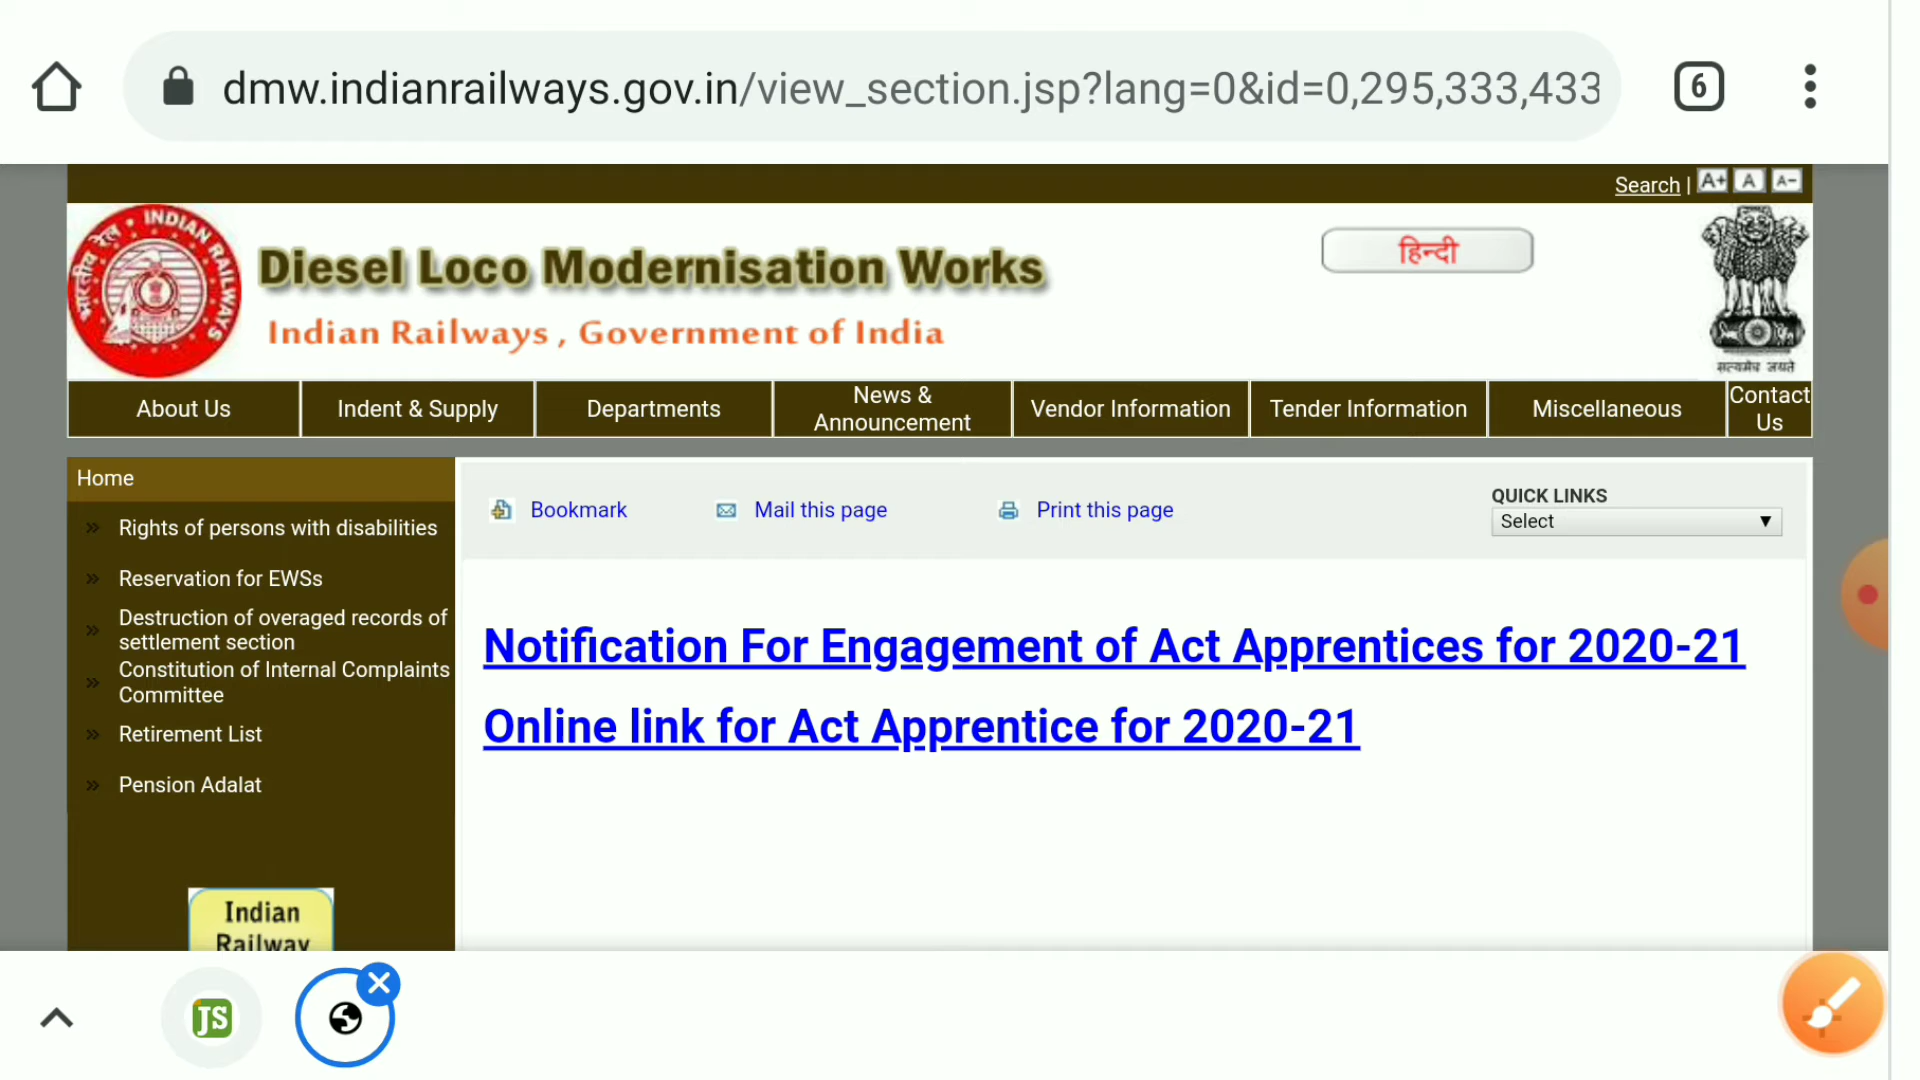 dmw.indianrailways.gov.in/view_section.jsp?lang=0&id=0,295,333,433
6
Search | A+ A A-
INDIAN RAILWAYS
भारतीय रेल
Diesel Loco Modernisation Works
Indian Railways , Government of India
हिन्दी
सत्यमेव जयते
About Us
Indent & Supply
Departments
News &
Announcement
Vendor Information
Tender Information
Miscellaneous
Contact
Us
Home
Rights of persons with disabilities
Reservation for EWSs
Destruction of overaged records of
settlement section
Constitution of Internal Complaints
Committee
Retirement List
Pension Adalat
Indian
Railway
Bookmark
Mail this page
Print this page
QUICK LINKS
Select
Notification For Engagement of Act Apprentices for 2020-21
Online link for Act Apprentice for 2020-21
JS